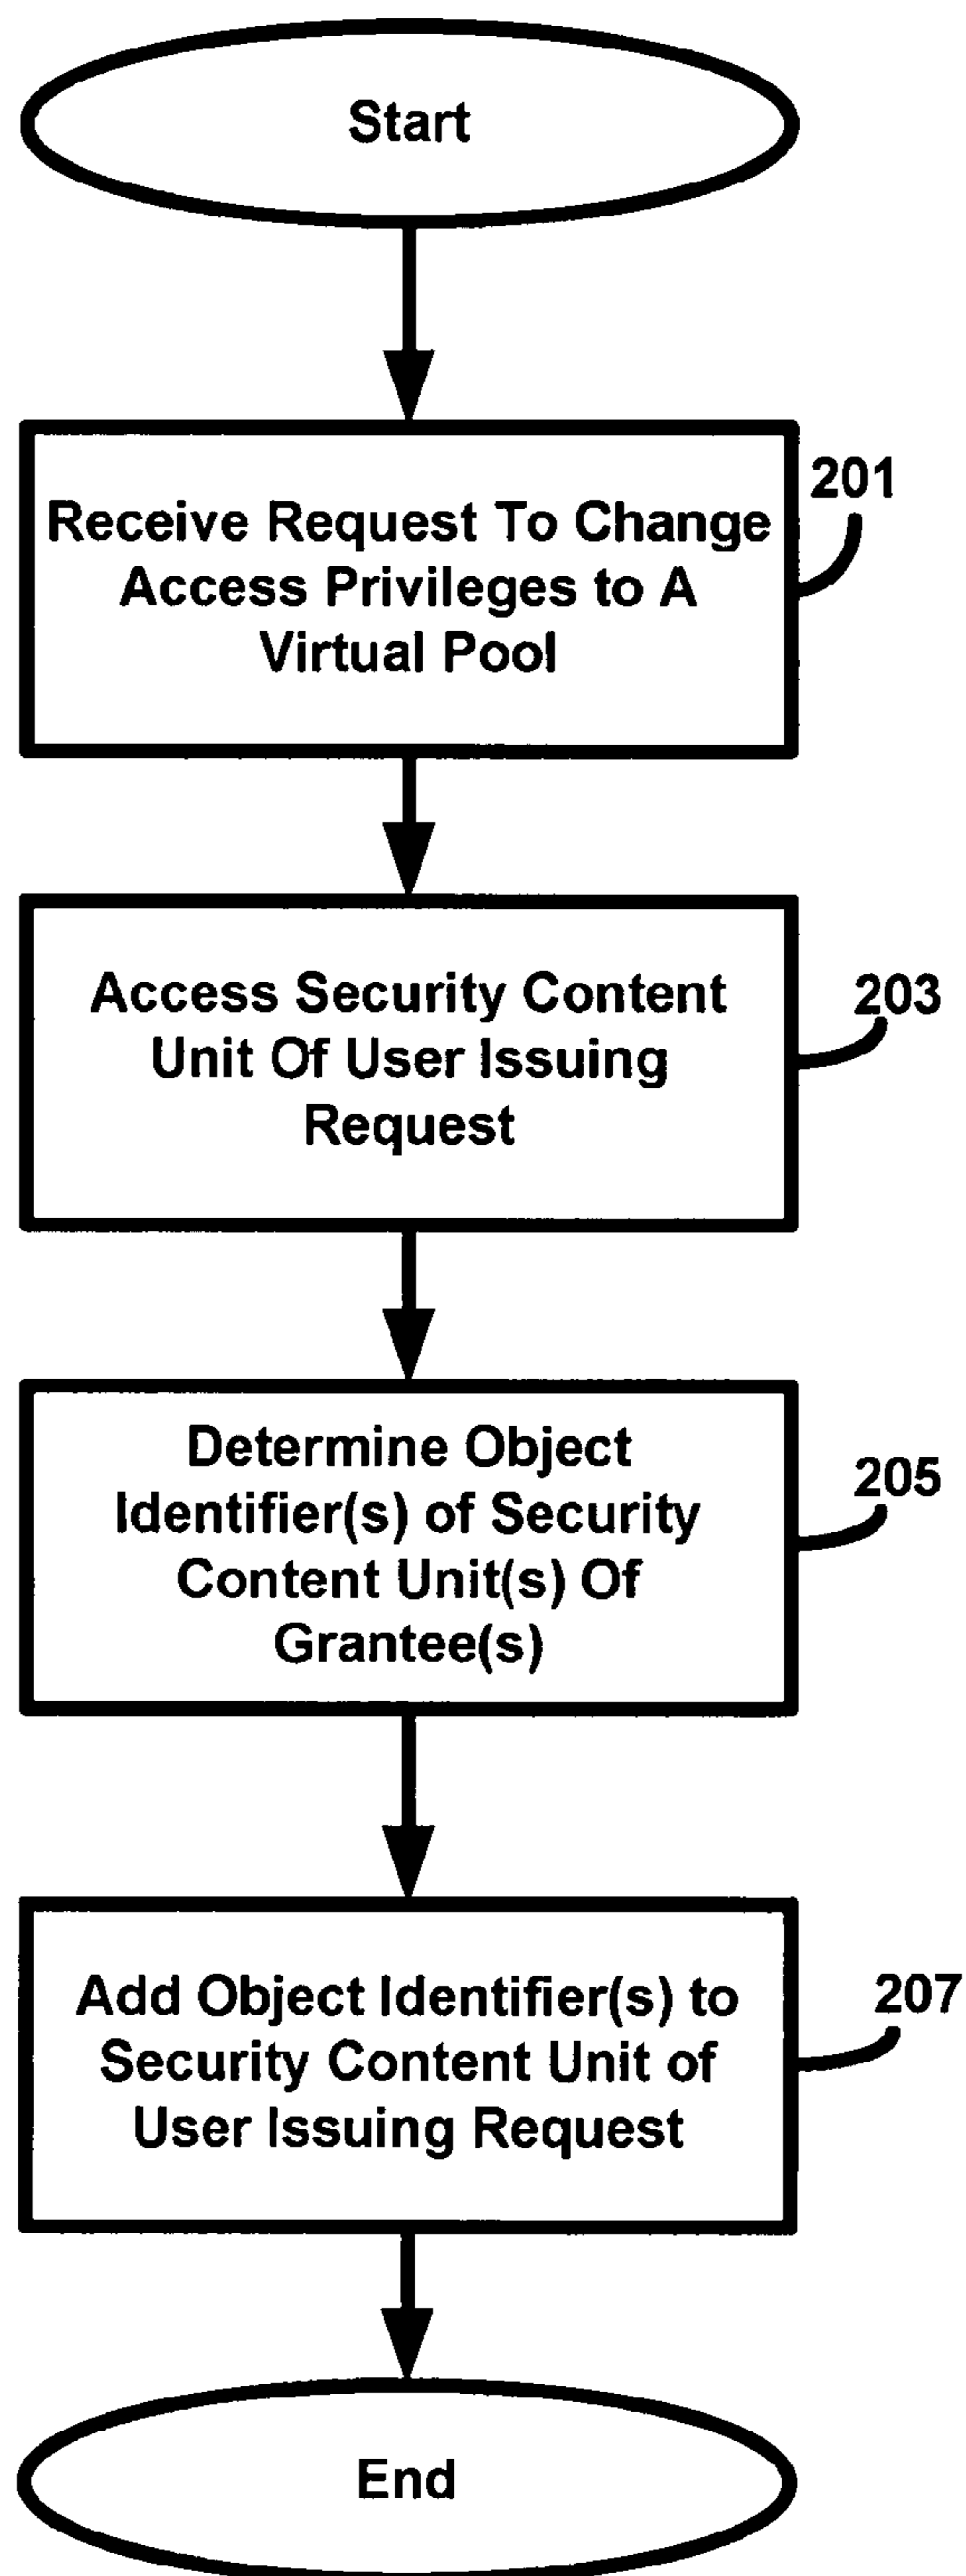 Start
Receive Request To Change
Access Privileges to A
Virtual Pool
201
Access Security Content
Unit Of User Issuing
Request
203
Determine Object
Identifier(s) of Security
Content Unit(s) Of
Grantee(s)
205
Add Object Identifier(s) to
Security Content Unit of
User Issuing Request
207
End